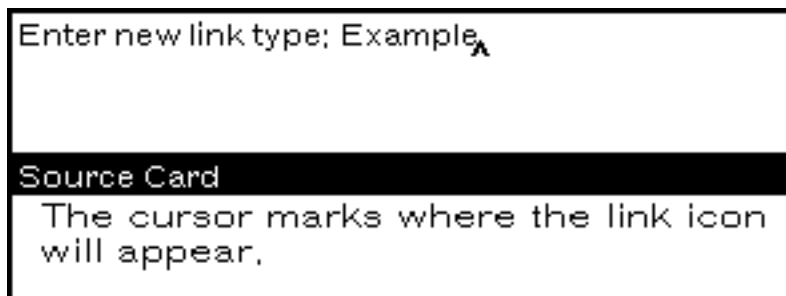 Enter new link type: Example
Source Card
The cursor marks where the link icon
will appear.